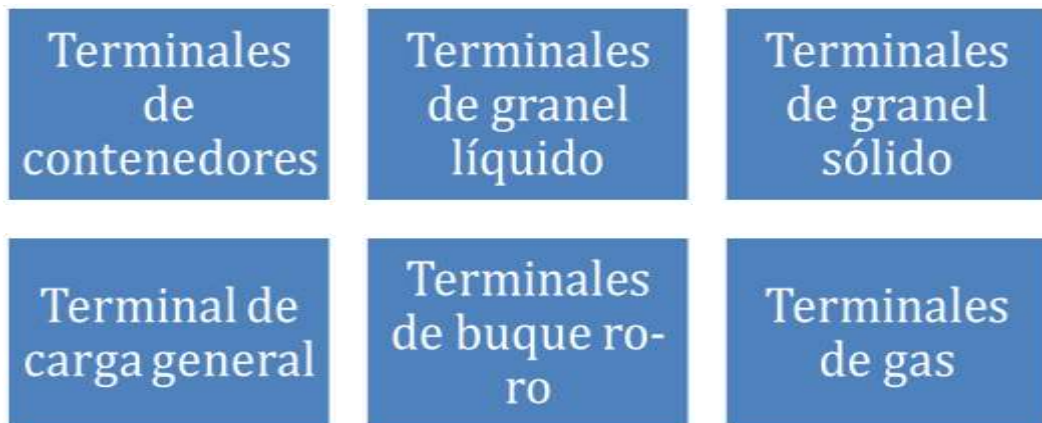 Terminales
de
contenedores
Terminales
de granel
líquido
Terminales
de granel
sólido
Terminal de
carga general
Terminales
de buque ro-
ro
Terminales
de gas